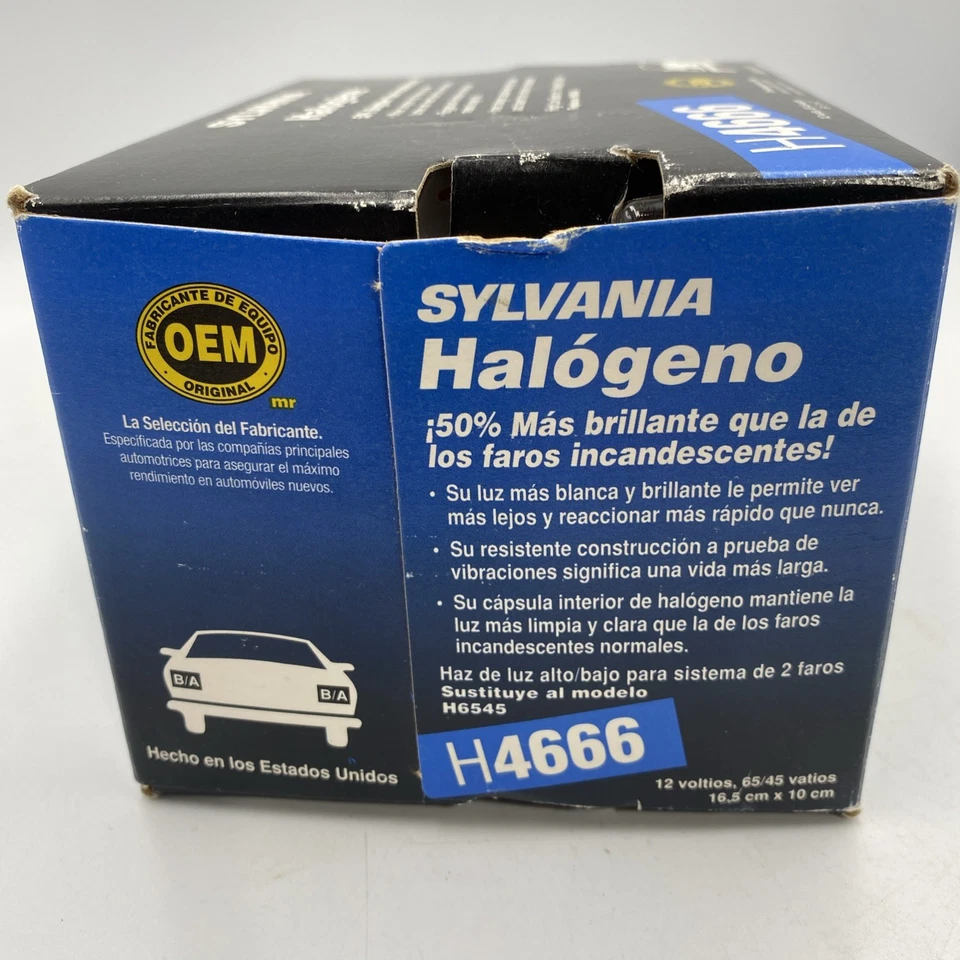 H4666
FABRICANTE DE EQUIPO
OEM
ORIGINAL
mr
La Selección del Fabricante.
Especificada por las compañías principales
automotrices para asegurar el máximo
rendimiento en automóviles nuevos.
B/A
B/A
Hecho en los Estados Unidos
SYLVANIA
Halógeno
¡50% Más brillante que la de
los faros incandescentes!
• Su luz más blanca y brillante le permite ver
más lejos y reaccionar más rápido que nunca.
• Su resistente construcción a prueba de
vibraciones significa una vida más larga.
• Su cápsula interior de halógeno mantiene la
luz más limpia y clara que la de los faros
incandescentes normales.
Haz de luz alto/bajo para sistema de 2 faros
Sustituye al modelo
H6545
H4666
12 voltios, 65/45 vatios
16,5 cm x 10 cm